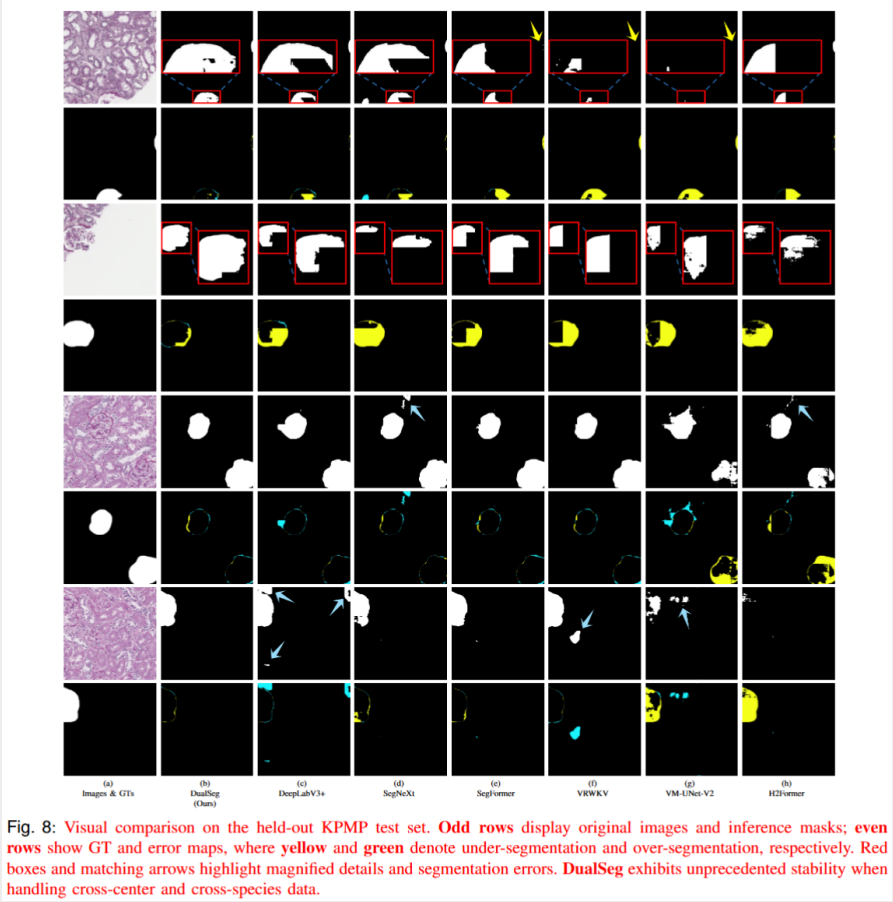 (a)
Images & GTs
(b)
DualSeg
(Ours)
(c)
DeepLabV3+
(d)
SegNeXt
(e)
SegFormer
(f)
VRWKV
(g)
VM-UNet-V2
(h)
H2Former
Fig. 8: Visual comparison on the held-out KPMP test set. Odd rows display original images and inference masks; even
rows show GT and error maps, where yellow and green denote under-segmentation and over-segmentation, respectively. Red
boxes and matching arrows highlight magnified details and segmentation errors. DualSeg exhibits unprecedented stability when
handling cross-center and cross-species data.